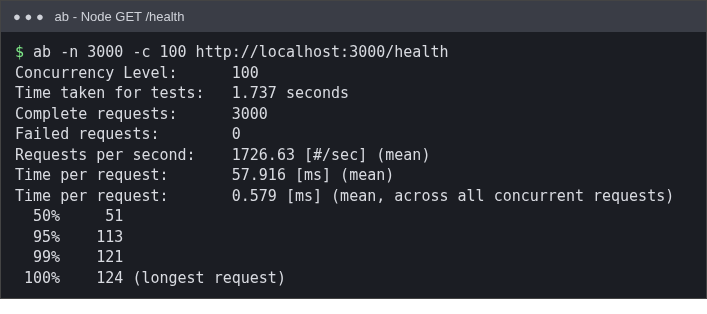 ab - Node GET /health
$ ab -n 3000 -c 100 http://localhost:3000/health
Concurrency Level:      100
Time taken for tests:   1.737 seconds
Complete requests:      3000
Failed requests:        0
Requests per second:    1726.63 [#/sec] (mean)
Time per request:       57.916 [ms] (mean)
Time per request:       0.579 [ms] (mean, across all concurrent requests)
  50%     51
  95%    113
  99%    121
 100%    124 (longest request)